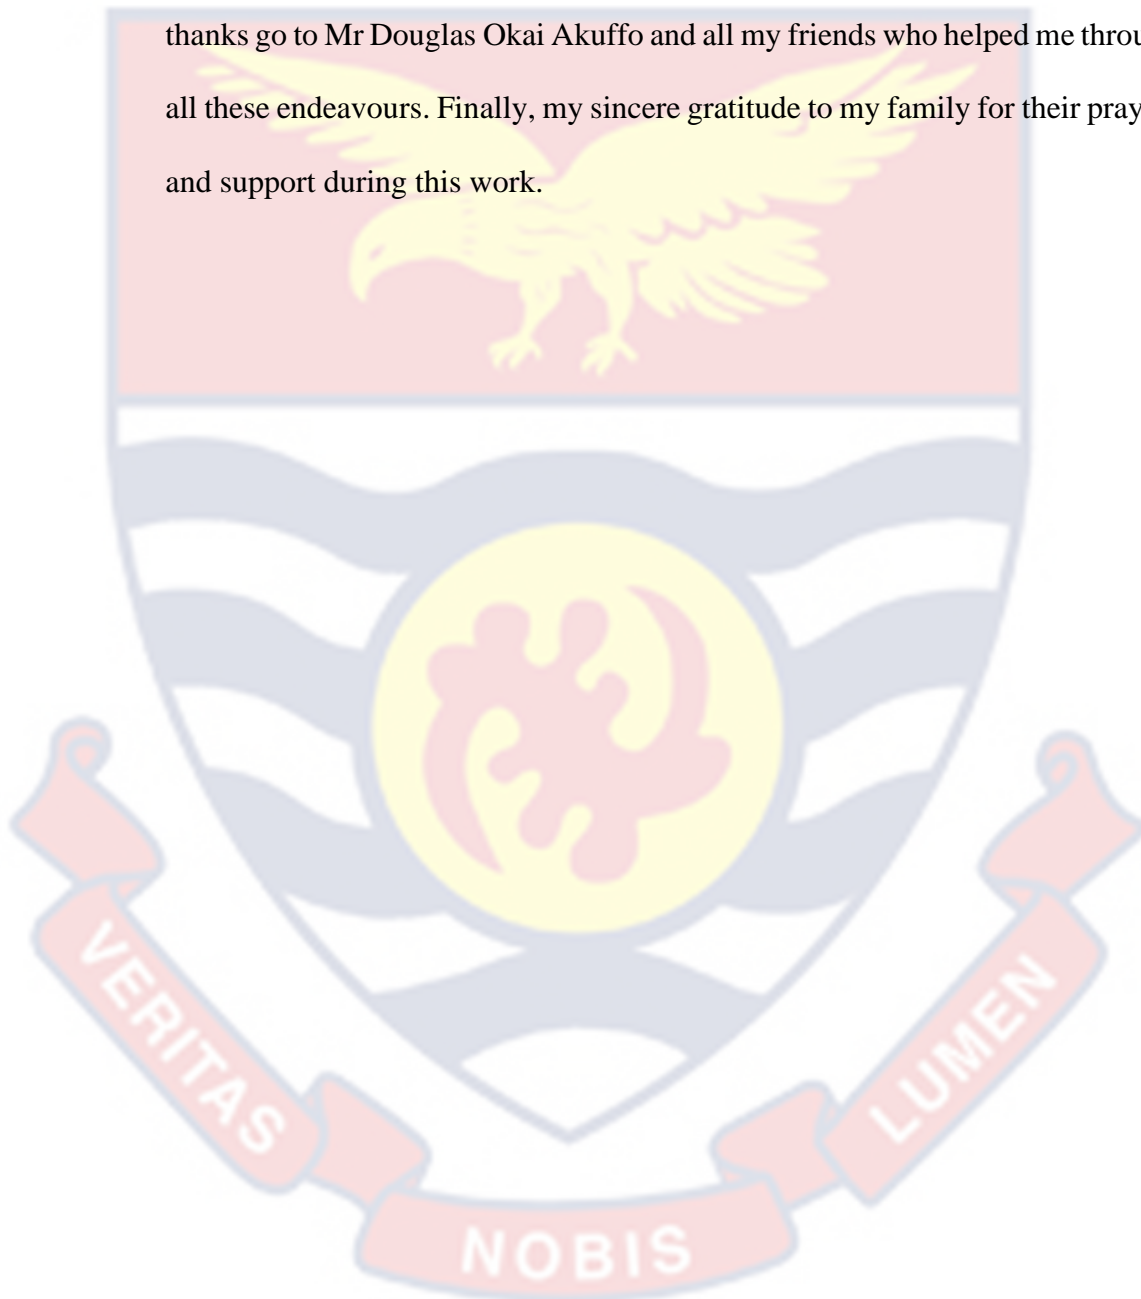 thanks go to Mr Douglas Okai Akuffo and all my friends who helped me throu
all these endeavours. Finally, my sincere gratitude to my family for their pray
and support during this work.
VERITAS
NOBIS
LUMEN